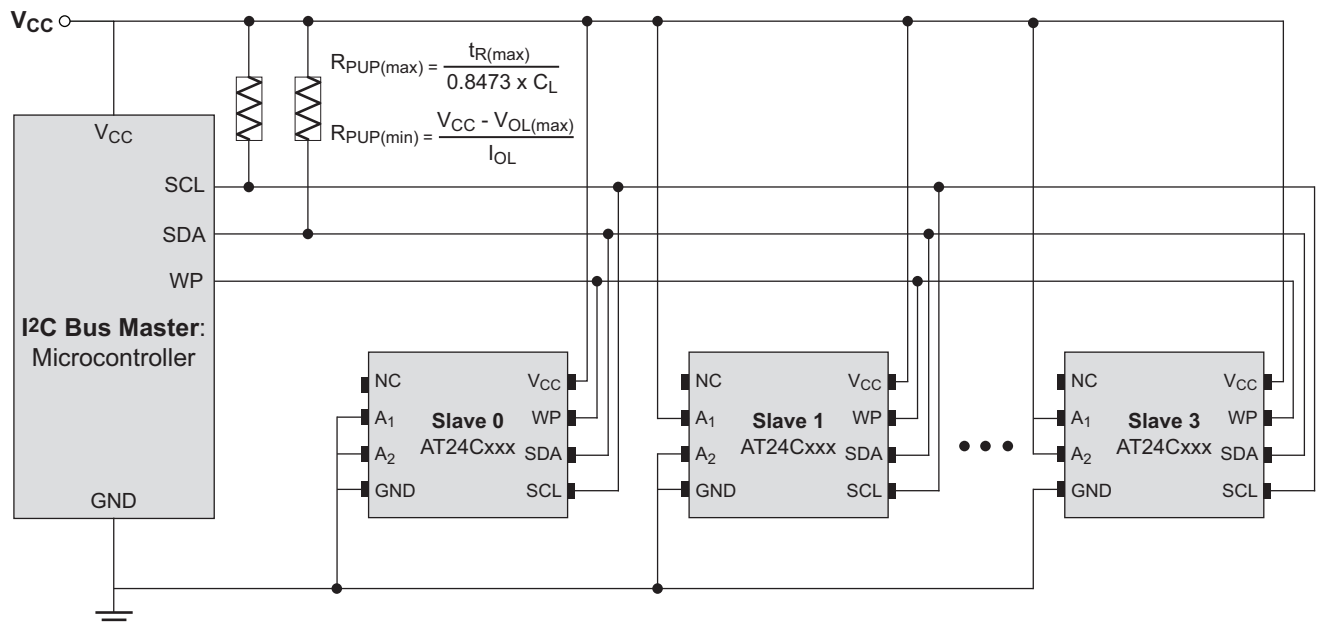 VCC
RPUP(max) = tR(max) / 0.8473 x CL
RPUP(min) = VCC - VOL(max) / IOL
VCC
SCL
SDA
WP
I2C Bus Master:
Microcontroller
GND
NC
A1
A2
GND
Slave 0
AT24Cxxx
VCC
WP
SDA
SCL
NC
A1
A2
GND
Slave 1
AT24Cxxx
VCC
WP
SDA
SCL
NC
A1
A2
GND
Slave 3
AT24Cxxx
VCC
WP
SDA
SCL